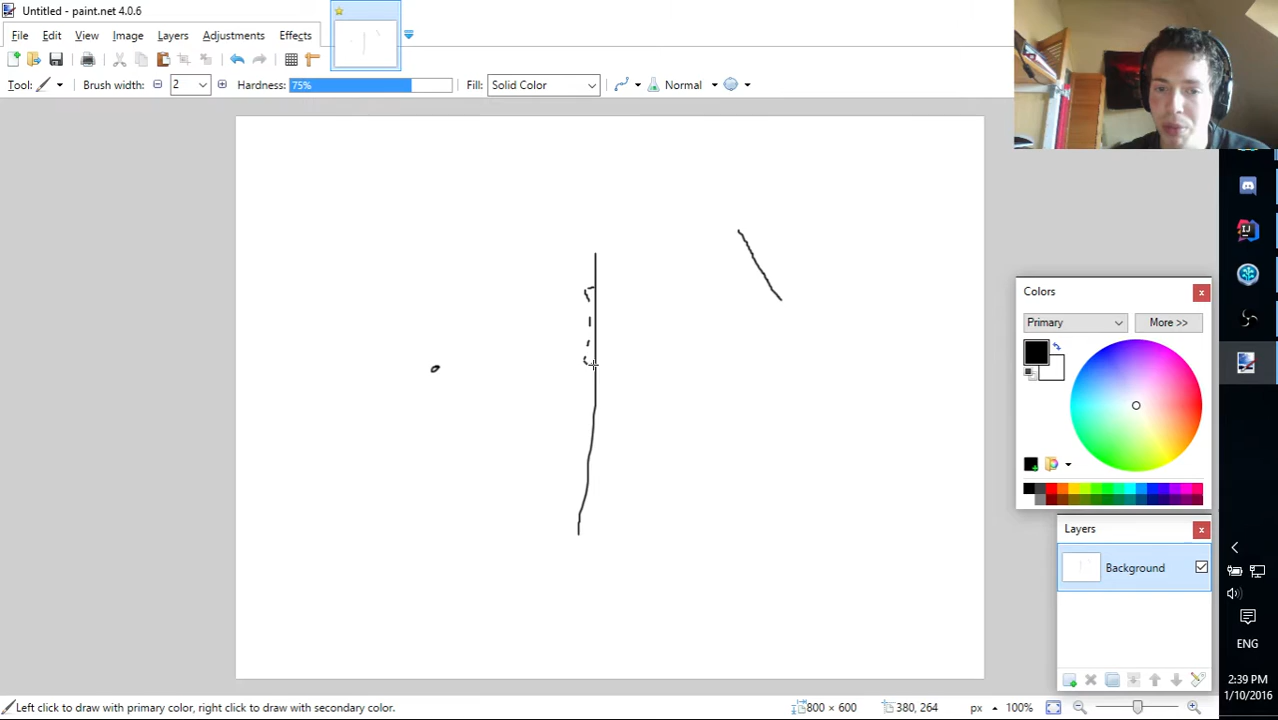 Untitled - paint.net 4.0.6
File Edit View Image Layers Adjustments Effects
Tool: Brush width: 2 Hardness: 75% Fill: Solid Color Normal
Colors
Primary More >>
Layers
Background
ENG
2:39 PM
1/10/2016
Left click to draw with primary color, right click to draw with secondary color. 800 × 600 380, 264 px 100%